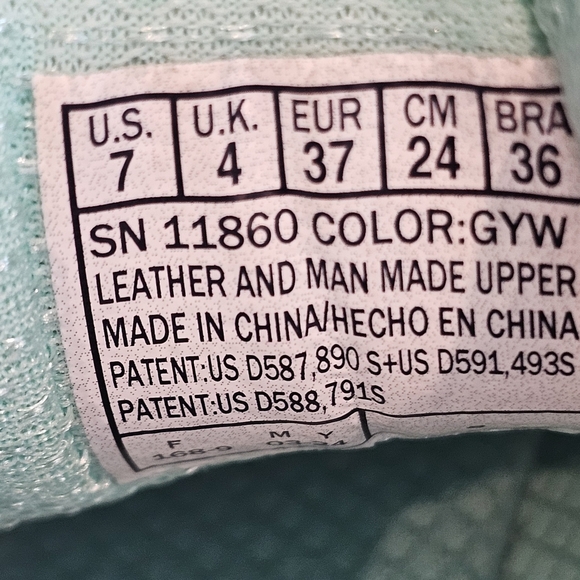 U.S. U.K. EUR CM BRA
7 4 37 24 36
SN 11860 COLOR:GYW
LEATHER AND MAN MADE UPPER
MADE IN CHINA/HECHO EN CHINA
PATENT:US D587,890 S+US D591,493S
PATENT:US D588,791S
F M Y